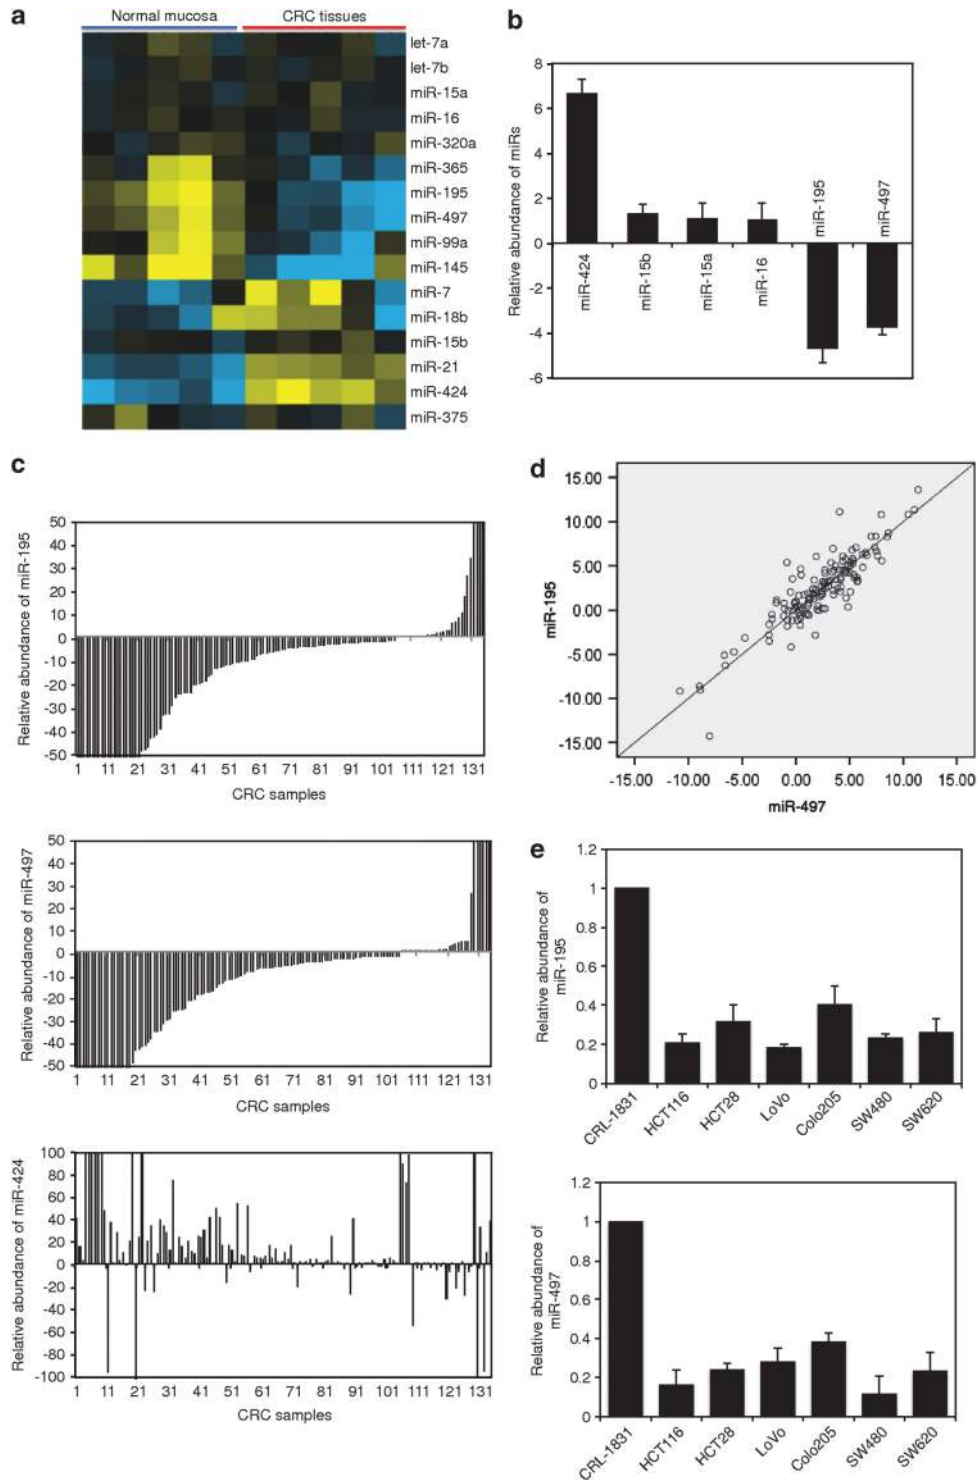 a
Normal mucosa CRC tissues
let-7a
let-7b
miR-15a
miR-16
miR-320a
miR-365
miR-195
miR-497
miR-99a
miR-145
miR-7
miR-18b
miR-15b
miR-21
miR-424
miR-375
b
Relative abundance of miRs
8
6
4
2
0
-2
-4
-6
miR-424
miR-15b
miR-15a
miR-16
miR-195
miR-497
c
Relative abundance of miR-195
50
40
30
20
10
0
-10
-20
-30
-40
-50
1 11 21 31 41 51 61 71 81 91 101 111 121 131
CRC samples
Relative abundance of miR-497
50
40
30
20
10
0
-10
-20
-30
-40
-50
1 11 21 31 41 51 61 71 81 91 101 111 121 131
CRC samples
Relative abundance of miR-424
100
80
60
40
20
0
-20
-40
-60
-80
-100
1 11 21 31 41 51 61 71 81 91 101 111 121 131
CRC samples
d
miR-195
15.00
10.00
5.00
0.00
-5.00
-10.00
-15.00
-15.00 -10.00 -5.00 0.00 5.00 10.00 15.00
miR-497
e
Relative abundance of
miR-195
1.2
1
0.8
0.6
0.4
0.2
0
CRL-1831 HCT116 HCT28 LoVo Colo205 SW480 SW620
Relative abundance of
miR-497
1.2
1
0.8
0.6
0.4
0.2
0
CRL-1831 HCT116 HCT28 LoVo Colo205 SW480 SW620